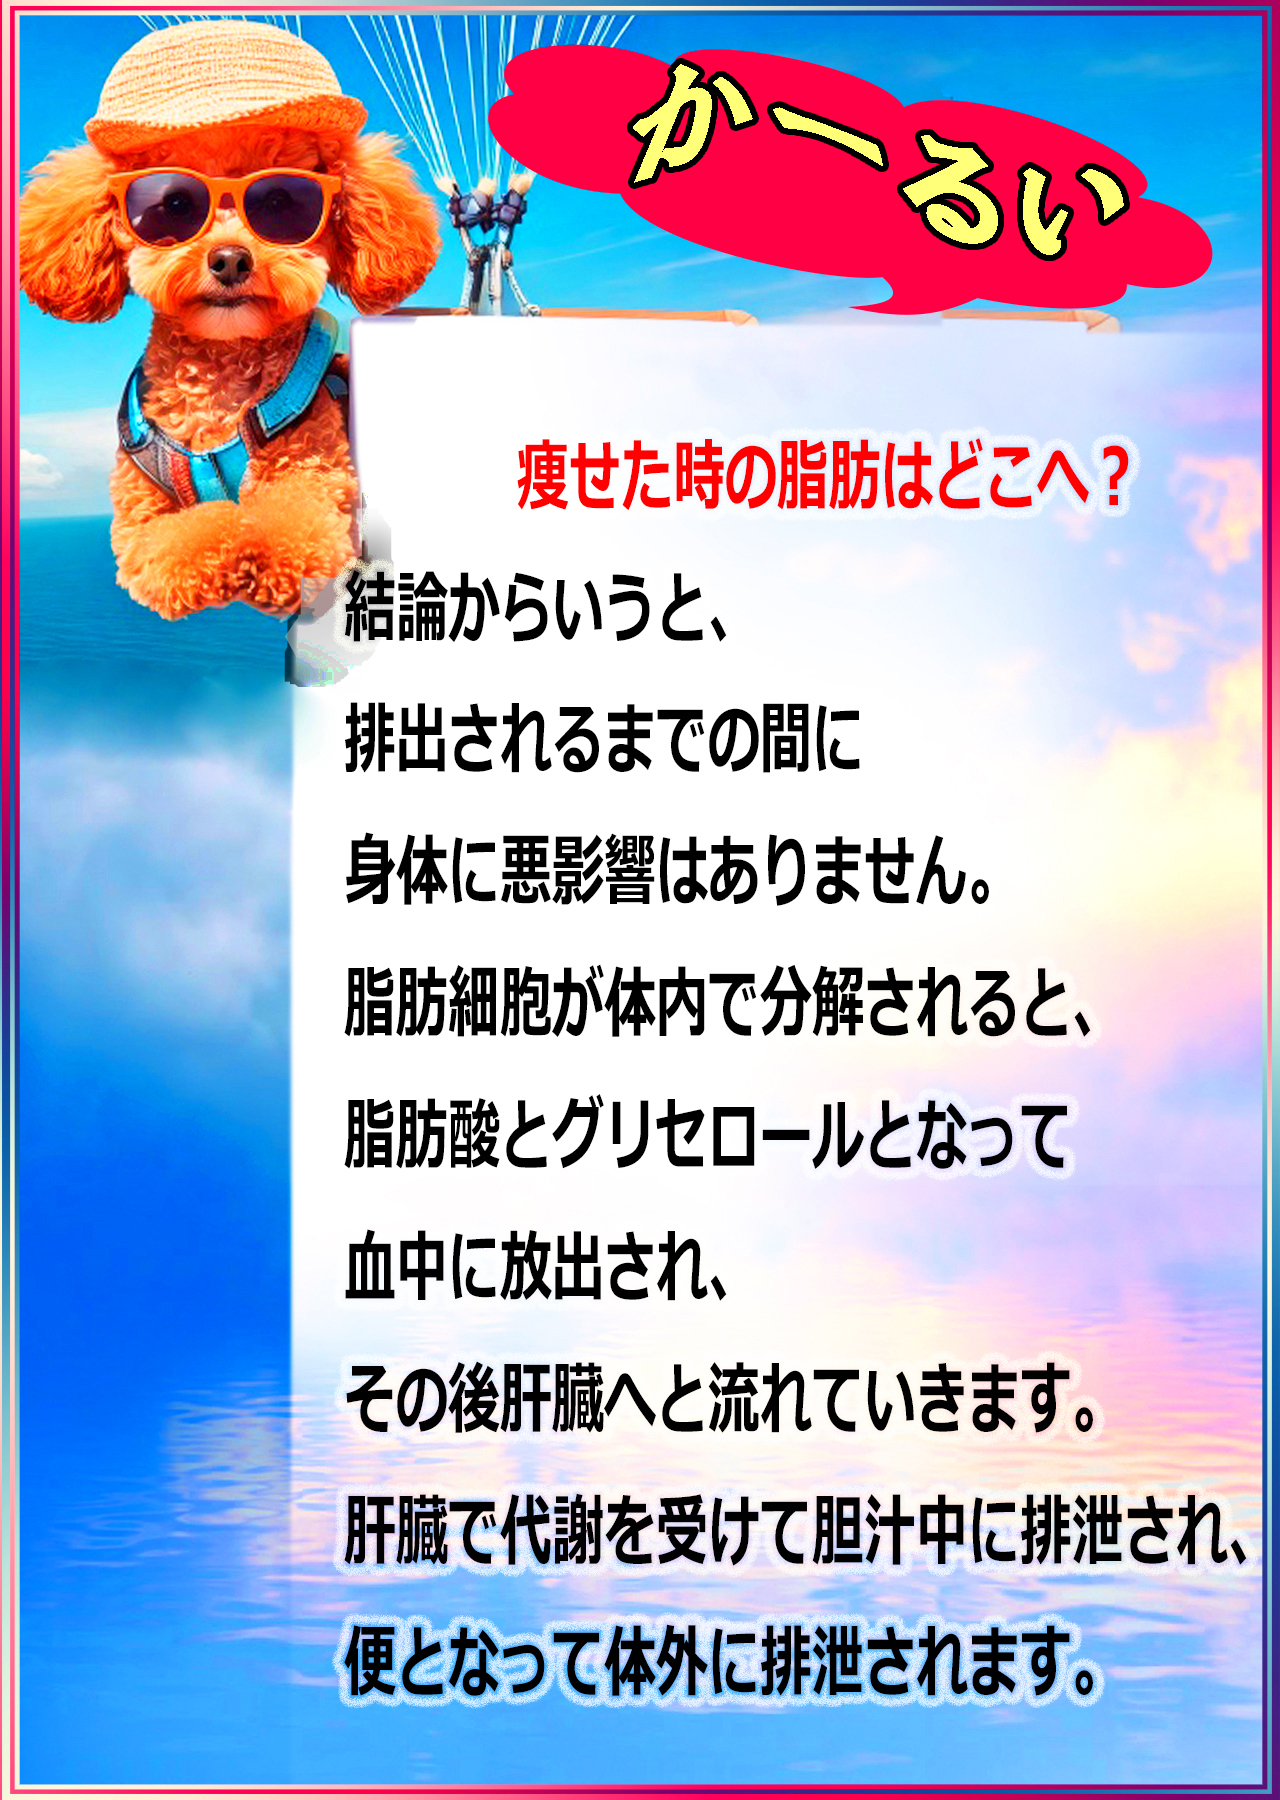 かーるい
痩せた時の脂肪はどこへ？
結論からいうと、
排出されるまでの間に
身体に悪影響はありません。
脂肪細胞が体内で分解されると、
脂肪酸とグリセロールとなって
血中に放出され、
その後肝臓へと流れていきます。
肝臓で代謝を受けて胆汁中に排泄され、
便となって体外に排泄されます。